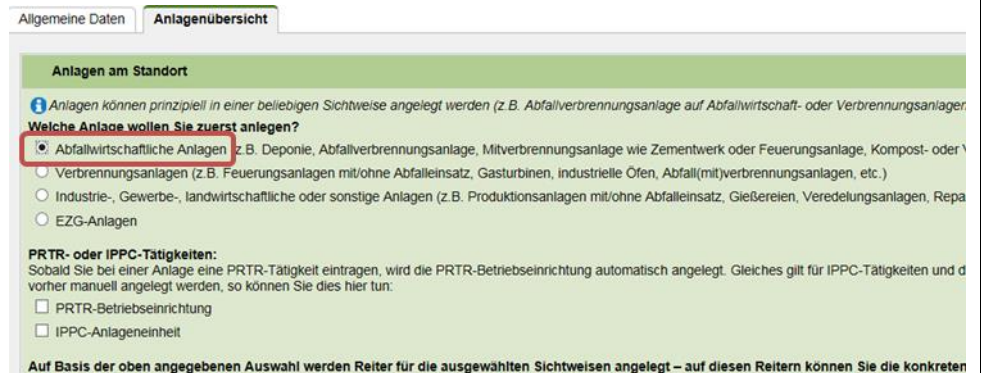 Allgemeine Daten Anlagenübersicht
Anlagen am Standort
Anlagen können prinzipiell in einer beliebigen Sichtweise angelegt werden (z.B. Abfallverbrennungsanlage auf Abfallwirtschaft- oder Verbrennungsanlagen
Welche Anlage wollen Sie zuerst anlegen?
Abfallwirtschaftliche Anlagen (z.B. Deponie, Abfallverbrennungsanlage, Mitverbrennungsanlage wie Zementwerk oder Feuerungsanlage, Kompost- oder
Verbrennungsanlagen (z.B. Feuerungsanlagen mit/ohne Abfalleinsatz, Gasturbinen, industrielle Öfen, Abfall(mit)verbrennungsanlagen, etc.)
Industrie-, Gewerbe-, landwirtschaftliche oder sonstige Anlagen (z.B. Produktionsanlagen mit/ohne Abfalleinsatz, Gießereien, Veredelungsanlagen, Repa
EZG-Anlagen
PRTR- oder IPPC-Tätigkeiten:
Sobald Sie bei einer Anlage eine PRTR-Tätigkeit eintragen, wird die PRTR-Betriebseinrichtung automatisch angelegt. Gleiches gilt für IPPC-Tätigkeiten und d
vorher manuell angelegt werden, so können Sie dies hier tun:
PRTR-Betriebseinrichtung
IPPC-Anlageneinheit
Auf Basis der oben angegebenen Auswahl werden Reiter für die ausgewählten Sichtweisen angelegt – auf diesen Reitern können Sie die konkreten